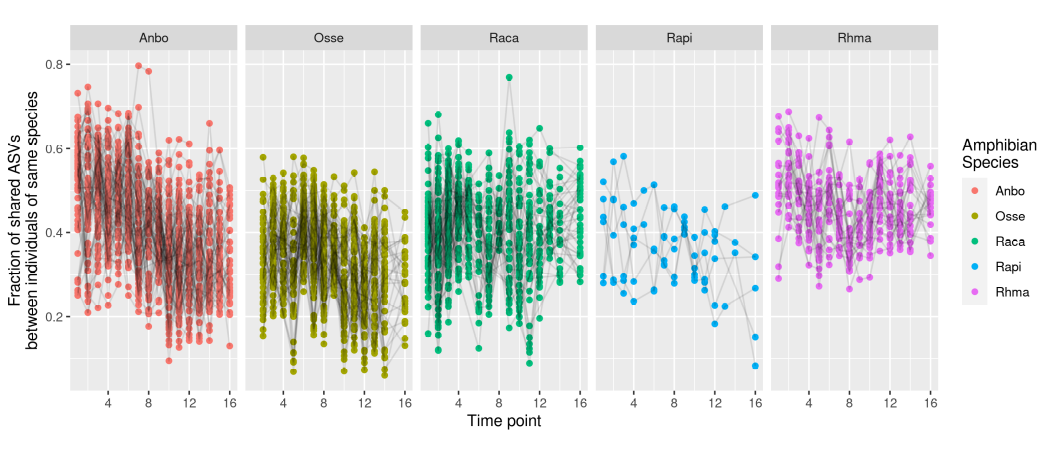 Anbo Osse Raca Rapi Rhma
Fraction of shared ASVs
between individuals of same species
0.8
0.6
0.4
0.2
4 8 12 16 4 8 12 16 4 8 12 16 4 8 12 16 4 8 12 16
Time point
Amphibian
Species
Anbo
Osse
Raca
Rapi
Rhma